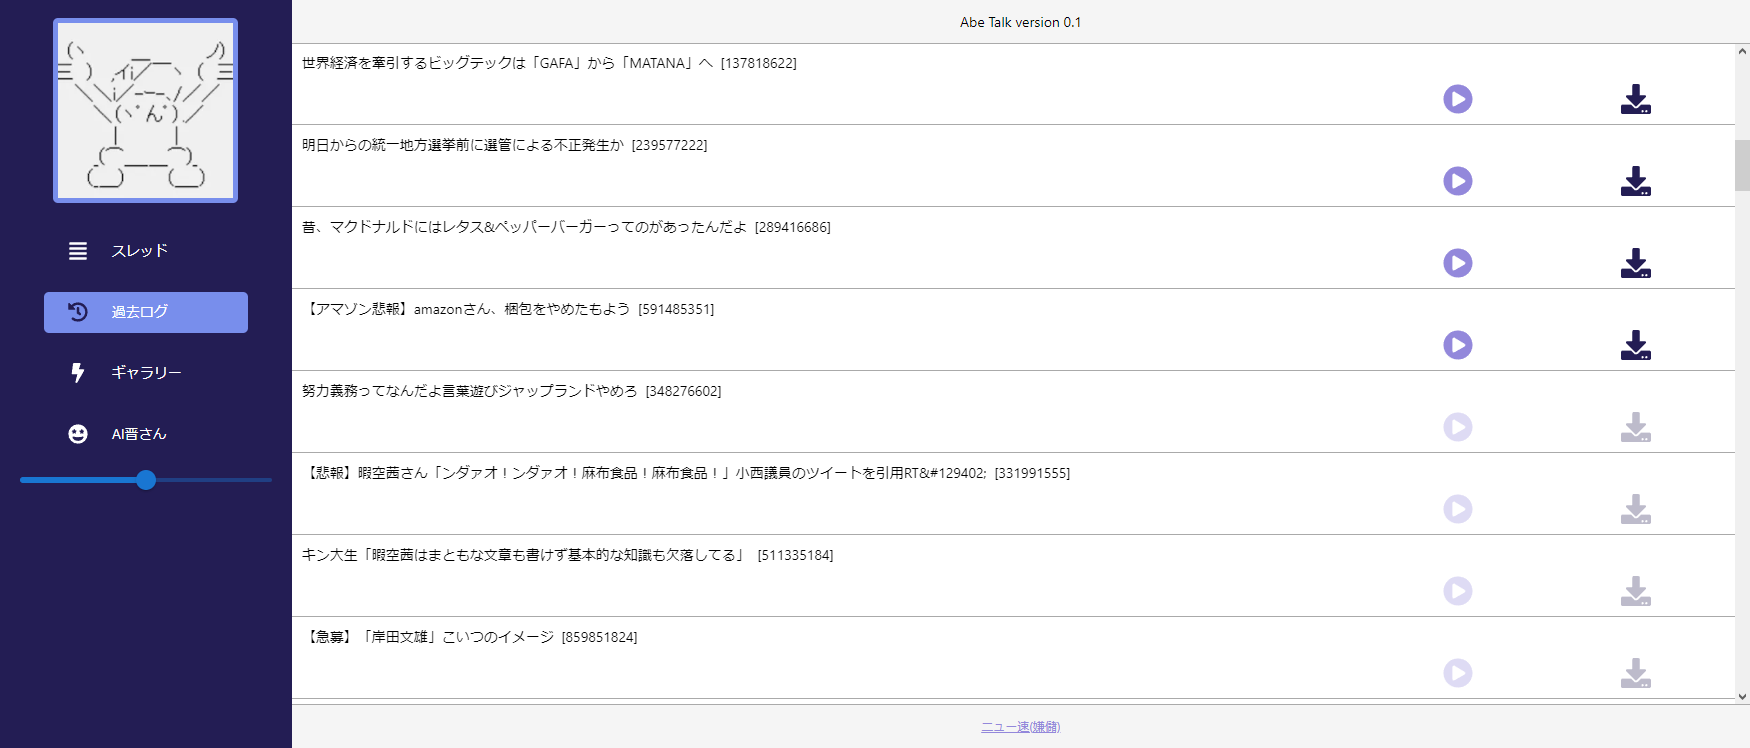 Abe Talk version 0.1
スレッド
過去ログ
ギャラリー
AI晋さん
世界経済を牽引するビッグテックは「GAFA」から「MATANA」へ [137818622]
明日からの統一地方選挙前に選管による不正発生か [239577222]
昔、マクドナルドにはレタス&ペッパーバーガーってのがあったんだよ [289416686]
【アマゾン悲報】amazonさん、梱包をやめたもよう [591485351]
努力義務ってなんだよ言葉遊びジャップランドやめろ [348276602]
【悲報】暇空茜さん「ンダァオ！ンダァオ！麻布食品！麻布食品！」小西議員のツイートを引用RT&#129402; [331991555]
キン大生「暇空茜はまともな文章も書けず基本的な知識も欠落してる」 [511335184]
【急募】「岸田文雄」こいつのイメージ [859851824]
ニュー速(嫌儲)